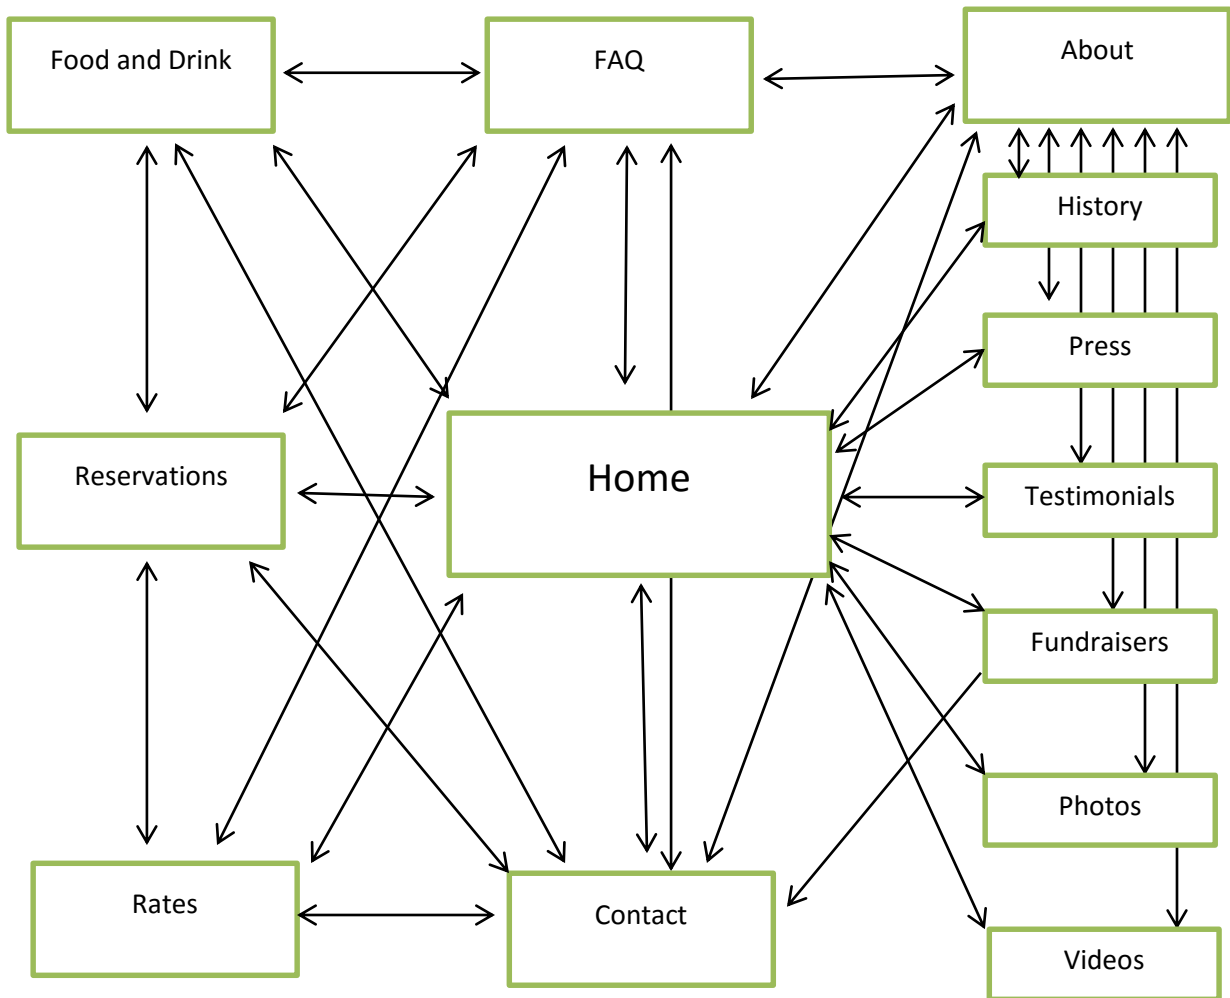 Food and Drink
FAQ
About
History
Press
Reservations
Home
Testimonials
Fundraisers
Photos
Rates
Contact
Videos